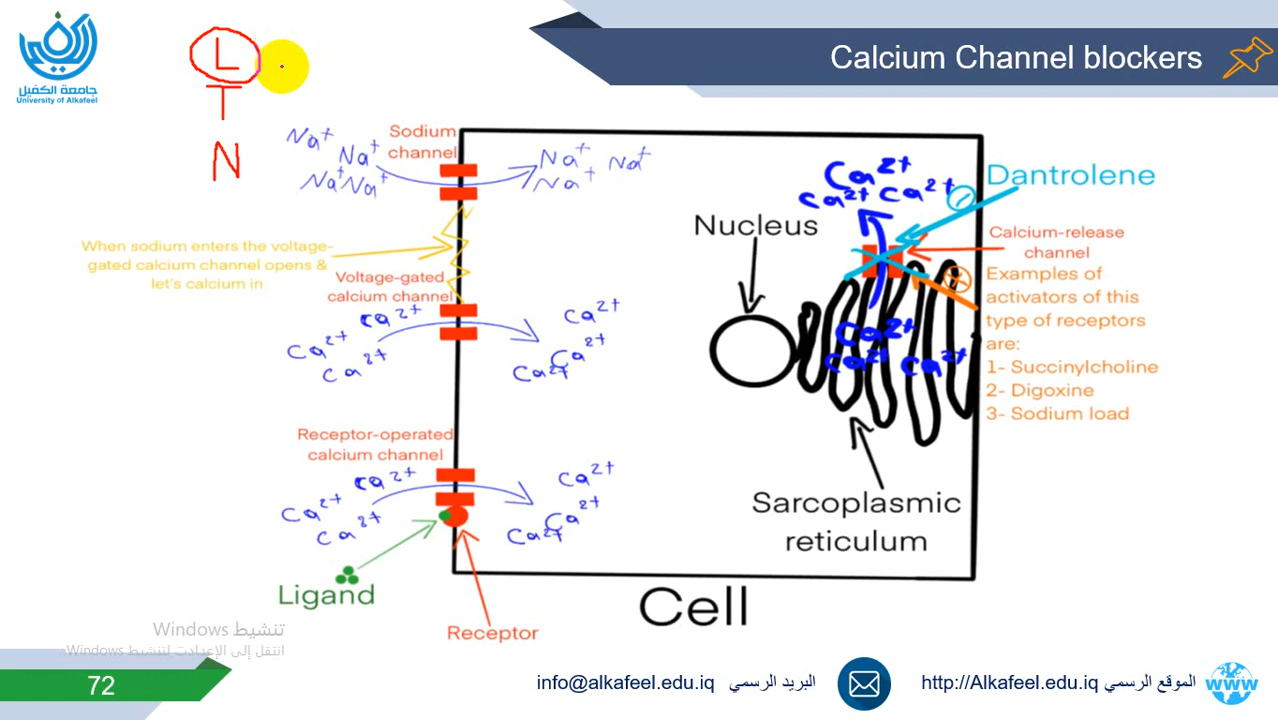 جامعة الكفيل
University of Alkafeel
L
T
N
Calcium Channel blockers
Sodium
channel
Na⁺
Na⁺
Na⁺Na⁺
Na⁺ Na⁺
Na⁺
When sodium enters the voltage-
gated calcium channel opens &
let's calcium in
Voltage-gated
calcium channel
Ca²⁺
Ca²⁺
Ca²⁺
Ca²⁺
Ca²⁺
Ca²⁺
Receptor-operated
calcium channel
Ca²⁺
Ca²⁺
Ca²⁺
Ca²⁺
Ca²⁺
Ca²⁺
Ligand
Receptor
Cell
Nucleus
Ca²⁺
Ca²⁺ Ca²⁺
Ca²⁺
Ca²⁺ Ca²⁺
Sarcoplasmic
reticulum
Dantrolene
Calcium-release
channel
Examples of
activators of this
type of receptors
are:
1- Succinylcholine
2- Digoxine
3- Sodium load
تنشيط Windows
انتقل إلى الإعدادت لتنشيط Windows.
72
info@alkafeel.edu.iq البريد الرسمي
http://Alkafeel.edu.iq الموقع الرسمي
www